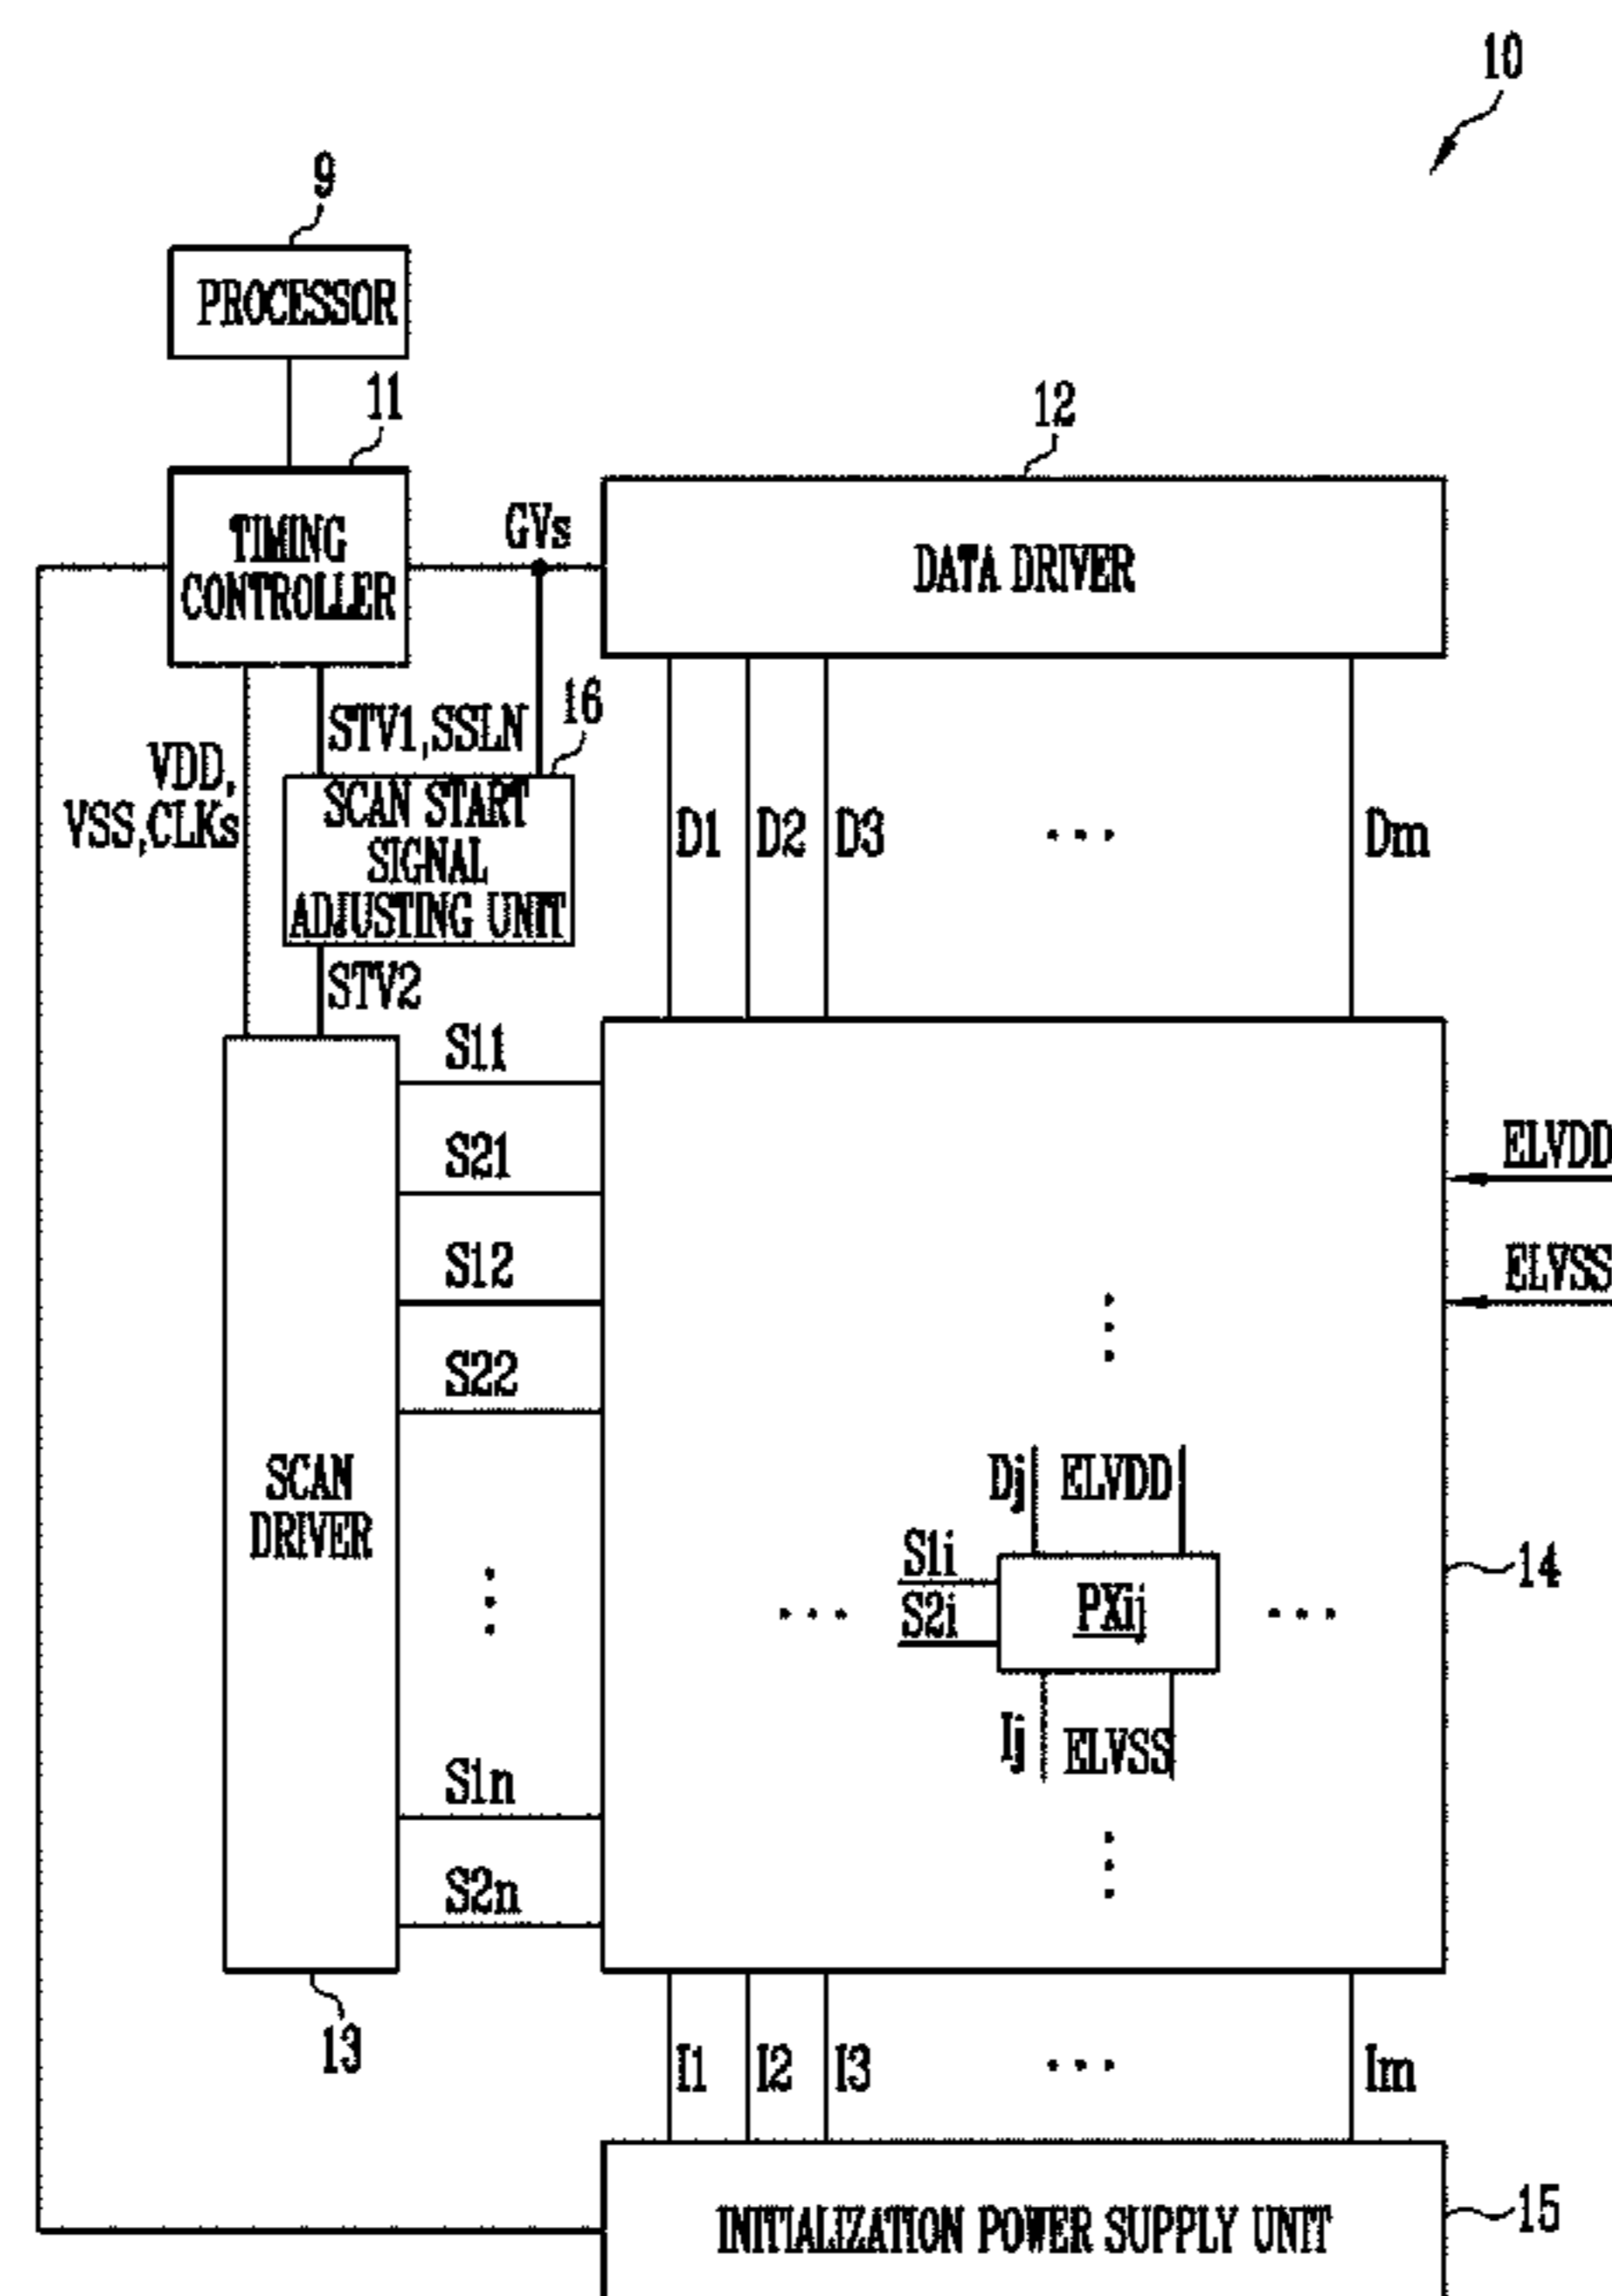 10
9
PROCESSOR
11
TIMING
CONTROLLER
GVs
12
DATA DRIVER
STV1,SSLN
16
VDD,
VSS,CLKs
SCAN START
SIGNAL
ADJUSTING UNIT
STV2
D1
D2
D3
...
Dm
S11
S21
S12
S22
SCAN
DRIVER
S1n
S2n
13
ELVDD
ELVSS
Dj
ELVDD
S1i
S2i
PXij
Ij
ELVSS
14
I1
I2
I3
...
Im
INITIALIZATION POWER SUPPLY UNIT
15